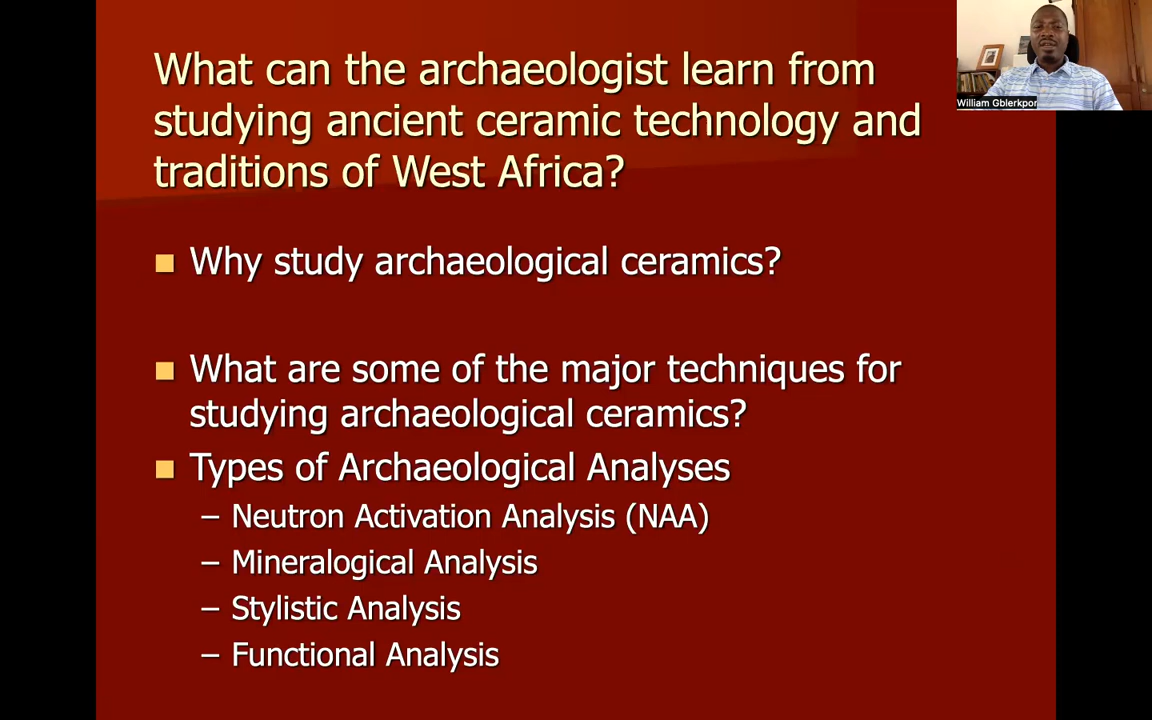 What can the archaeologist learn from
studying ancient ceramic technology and
traditions of West Africa?
William Gblerkpor
Why study archaeological ceramics?
What are some of the major techniques for
studying archaeological ceramics?
Types of Archaeological Analyses
– Neutron Activation Analysis (NAA)
– Mineralogical Analysis
– Stylistic Analysis
– Functional Analysis